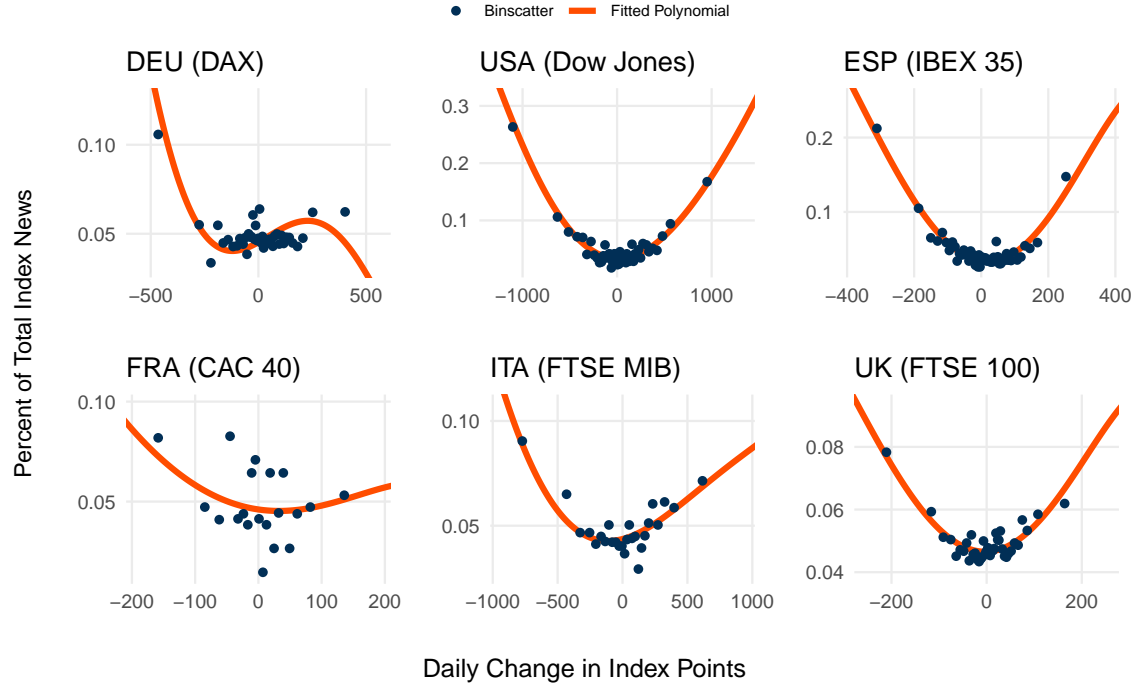 Binscatter Fitted Polynomial
DEU (DAX)
USA (Dow Jones)
ESP (IBEX 35)
0.10
0.05
−500 0 500
0.3
0.2
0.1
−1000 0 1000
0.2
0.1
−400 −200 0 200 400
Percent of Total Index News
FRA (CAC 40)
ITA (FTSE MIB)
UK (FTSE 100)
0.10
0.05
−200 −100 0 100 200
0.10
0.05
−1000 −500 0 500 1000
0.08
0.06
0.04
−200 0 200
Daily Change in Index Points